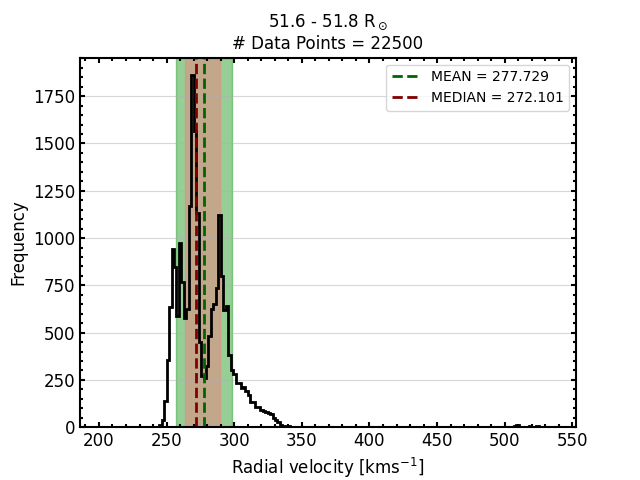 51.6 - 51.8 R⊙
# Data Points = 22500
MEAN = 277.729
MEDIAN = 272.101
Frequency
1750
1500
1250
1000
750
500
250
0
200 250 300 350 400 450 500 550
Radial velocity [kms⁻¹]